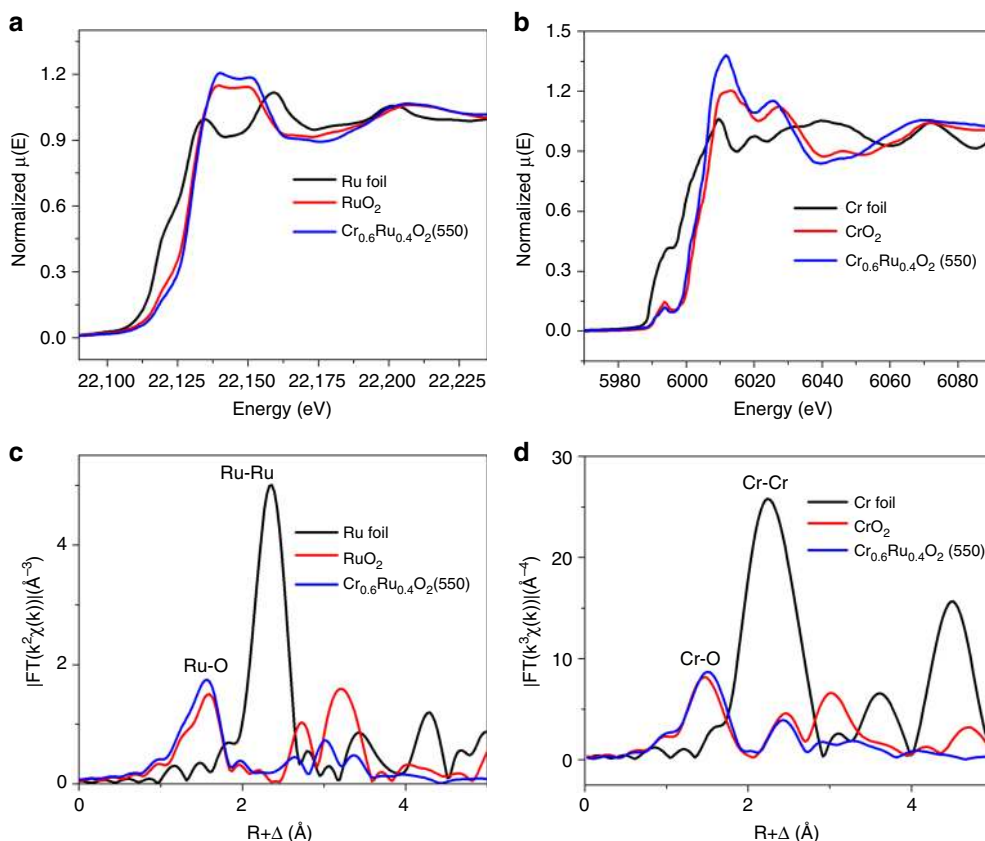 a
1.2
0.9
0.6
0.3
0.0
Normalized μ(E)
Ru foil
RuO2
Cr0.6Ru0.4O2(550)
22,100 22,125 22,150 22,175 22,200 22,225
Energy (eV)
b
1.5
1.2
0.9
0.6
0.3
0.0
Normalized μ(E)
Cr foil
CrO2
Cr0.6Ru0.4O2 (550)
5980 6000 6020 6040 6060 6080
Energy (eV)
c
4
2
0
|FT(k²χ(k))|(Å⁻³)
Ru-Ru
Ru-O
Ru foil
RuO2
Cr0.6Ru0.4O2(550)
0 2 4
R+Δ (Å)
d
30
20
10
0
|FT(k³χ(k))|(Å⁻⁴)
Cr-Cr
Cr-O
Cr foil
CrO2
Cr0.6Ru0.4O2 (550)
0 2 4
R+Δ (Å)